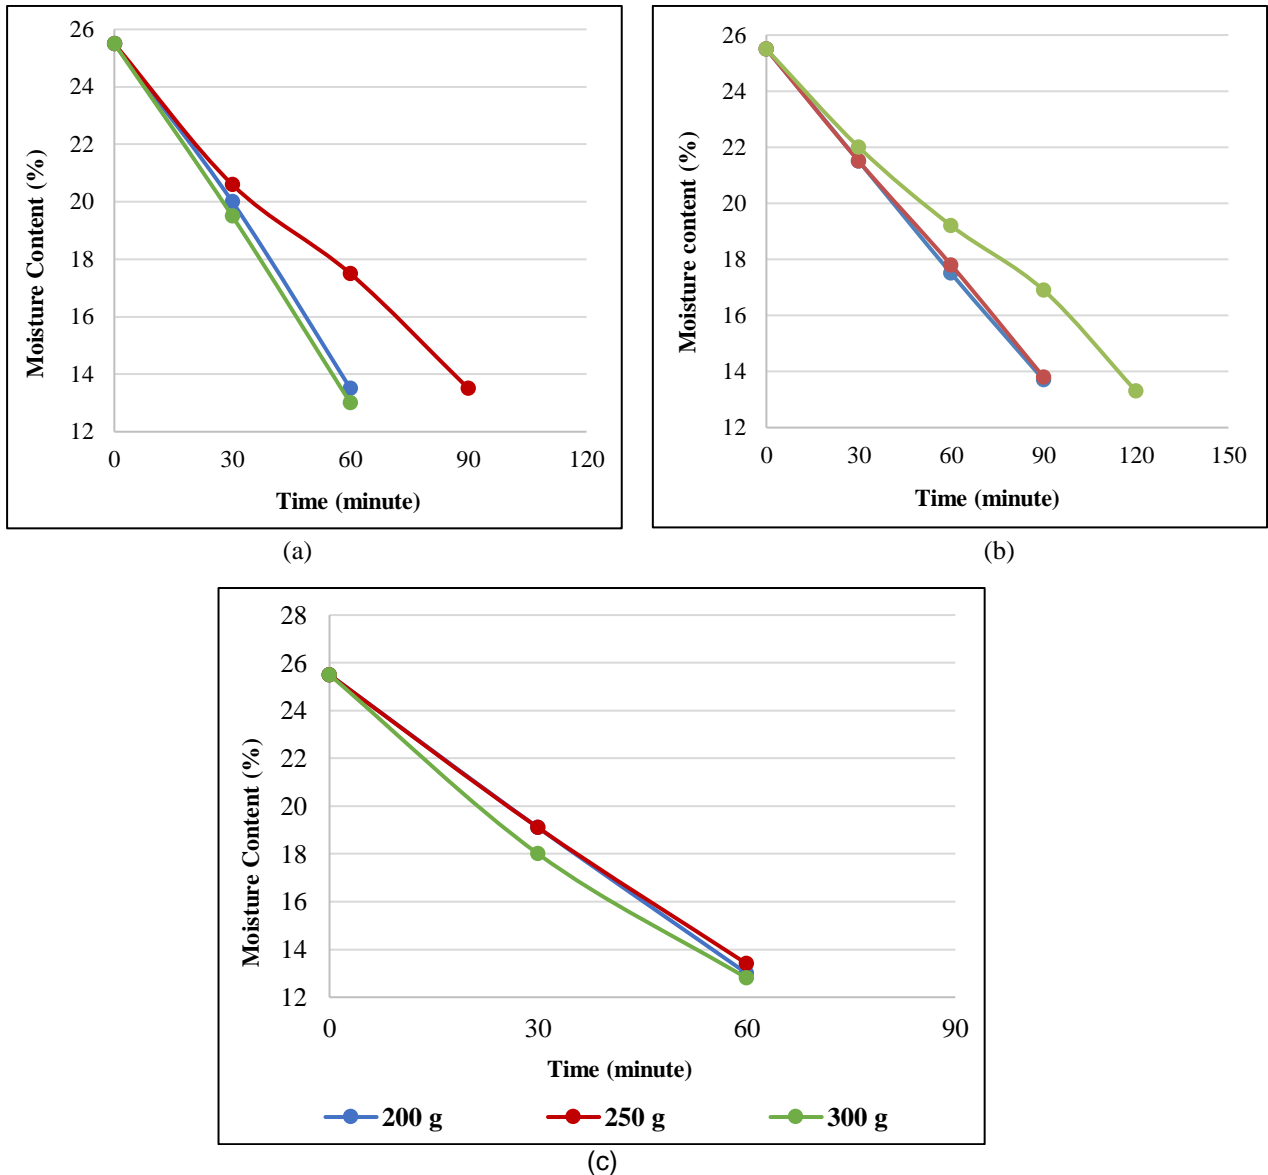 26
24
22
20
18
16
14
12
0 30 60 90 120
Moisture Content (%)
Time (minute)
(a)
26
24
22
20
18
16
14
12
0 30 60 90 120 150
Moisture content (%)
Time (minute)
(b)
28
26
24
22
20
18
16
14
12
0 30 60 90
Moisture Content (%)
Time (minute)
200 g 250 g 300 g
(c)